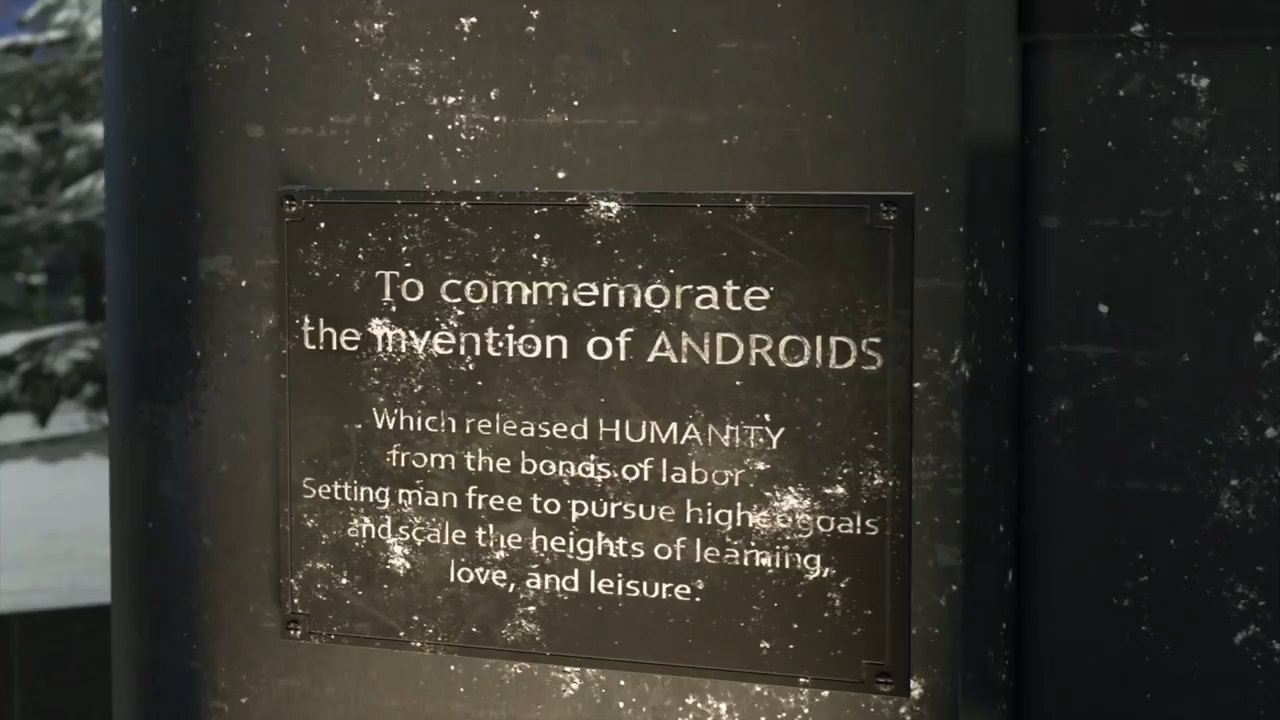 To commemorate
the invention of ANDROIDS
Which released HUMANITY
from the bonds of labor.
Setting man free to pursue higher goals
and scale the heights of learning,
love, and leisure.